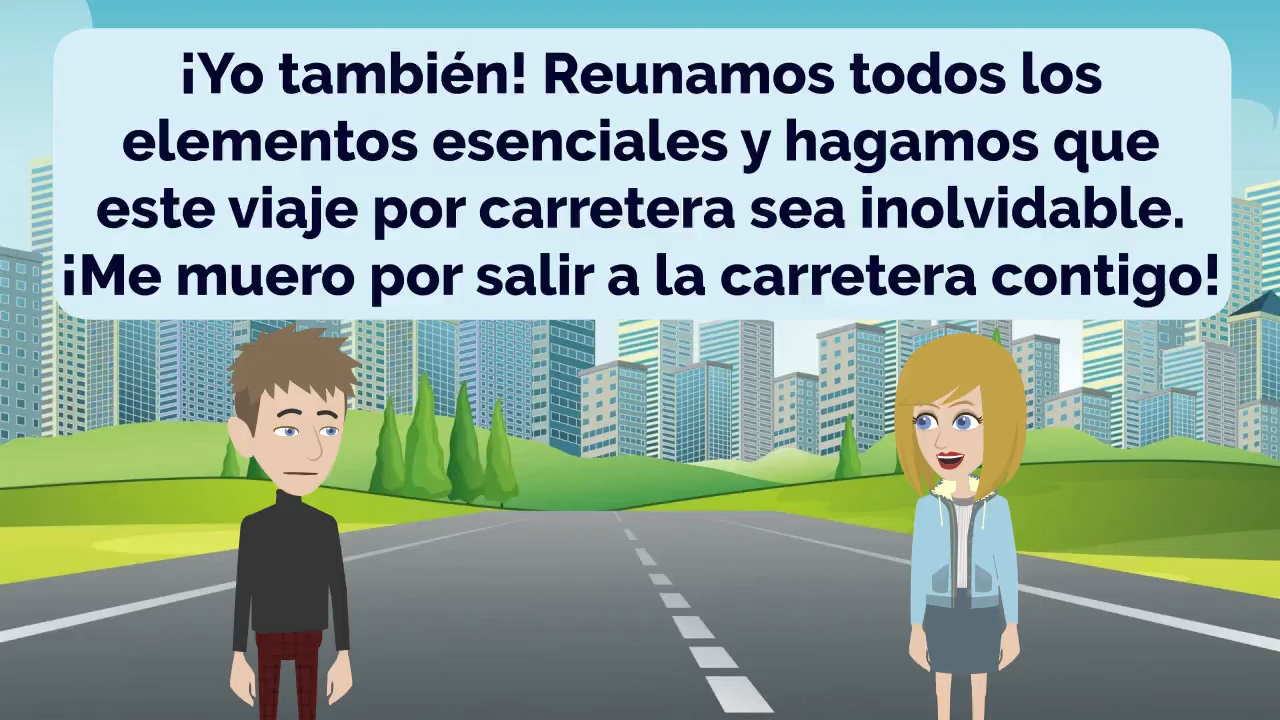 ¡Yo también! Reunamos todos los
elementos esenciales y hagamos que
este viaje por carretera sea inolvidable.
¡Me muero por salir a la carretera contigo!